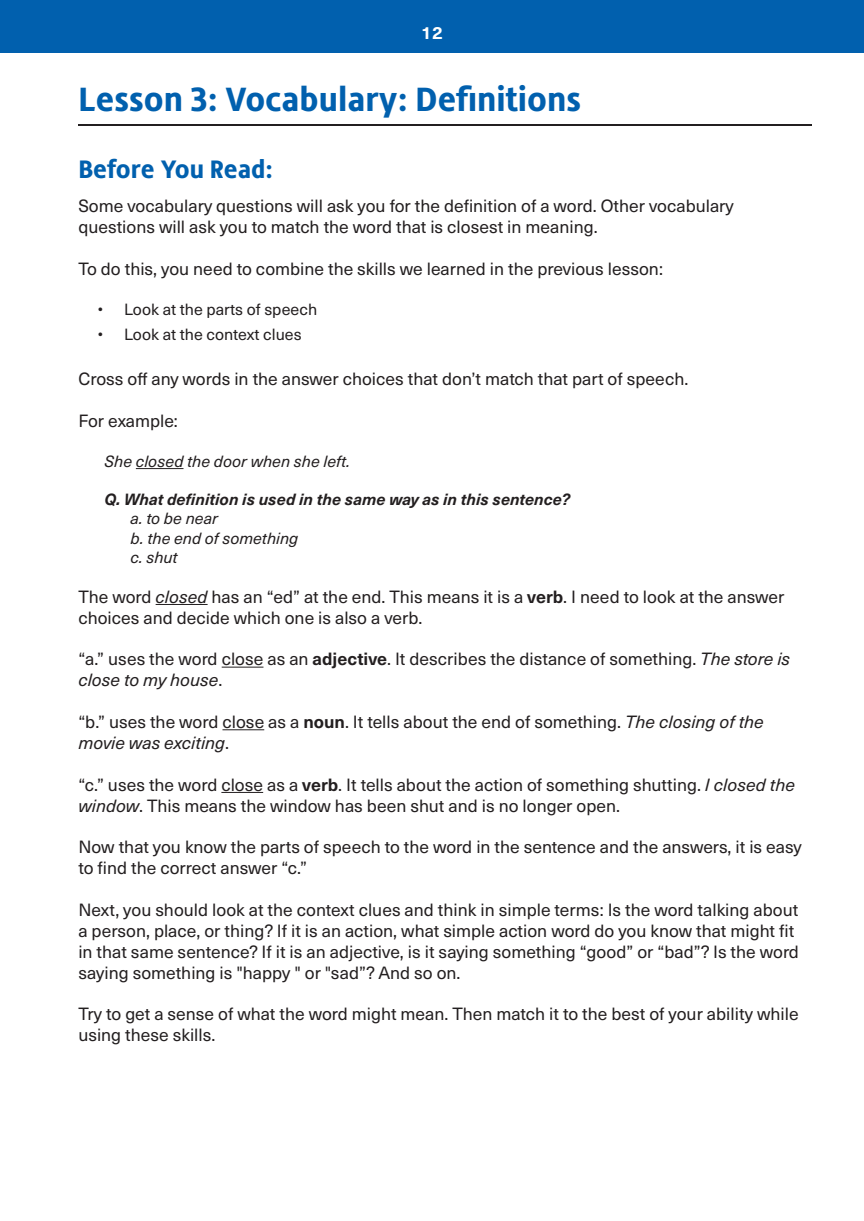 12
Lesson 3: Vocabulary: Definitions
Before You Read:
Some vocabulary questions will ask you for the definition of a word. Other vocabulary
questions will ask you to match the word that is closest in meaning.
To do this, you need to combine the skills we learned in the previous lesson:
• Look at the parts of speech
• Look at the context clues
Cross off any words in the answer choices that don’t match that part of speech.
For example:
She closed the door when she left.
Q. What definition is used in the same way as in this sentence?
a. to be near
b. the end of something
c. shut
The word closed has an “ed” at the end. This means it is a verb. I need to look at the answer
choices and decide which one is also a verb.
“a.” uses the word close as an adjective. It describes the distance of something. The store is
close to my house.
“b.” uses the word close as a noun. It tells about the end of something. The closing of the
movie was exciting.
“c.” uses the word close as a verb. It tells about the action of something shutting. I closed the
window. This means the window has been shut and is no longer open.
Now that you know the parts of speech to the word in the sentence and the answers, it is easy
to find the correct answer “c.”
Next, you should look at the context clues and think in simple terms: Is the word talking about
a person, place, or thing? If it is an action, what simple action word do you know that might fit
in that same sentence? If it is an adjective, is it saying something “good” or “bad”? Is the word
saying something is "happy " or "sad”? And so on.
Try to get a sense of what the word might mean. Then match it to the best of your ability while
using these skills.